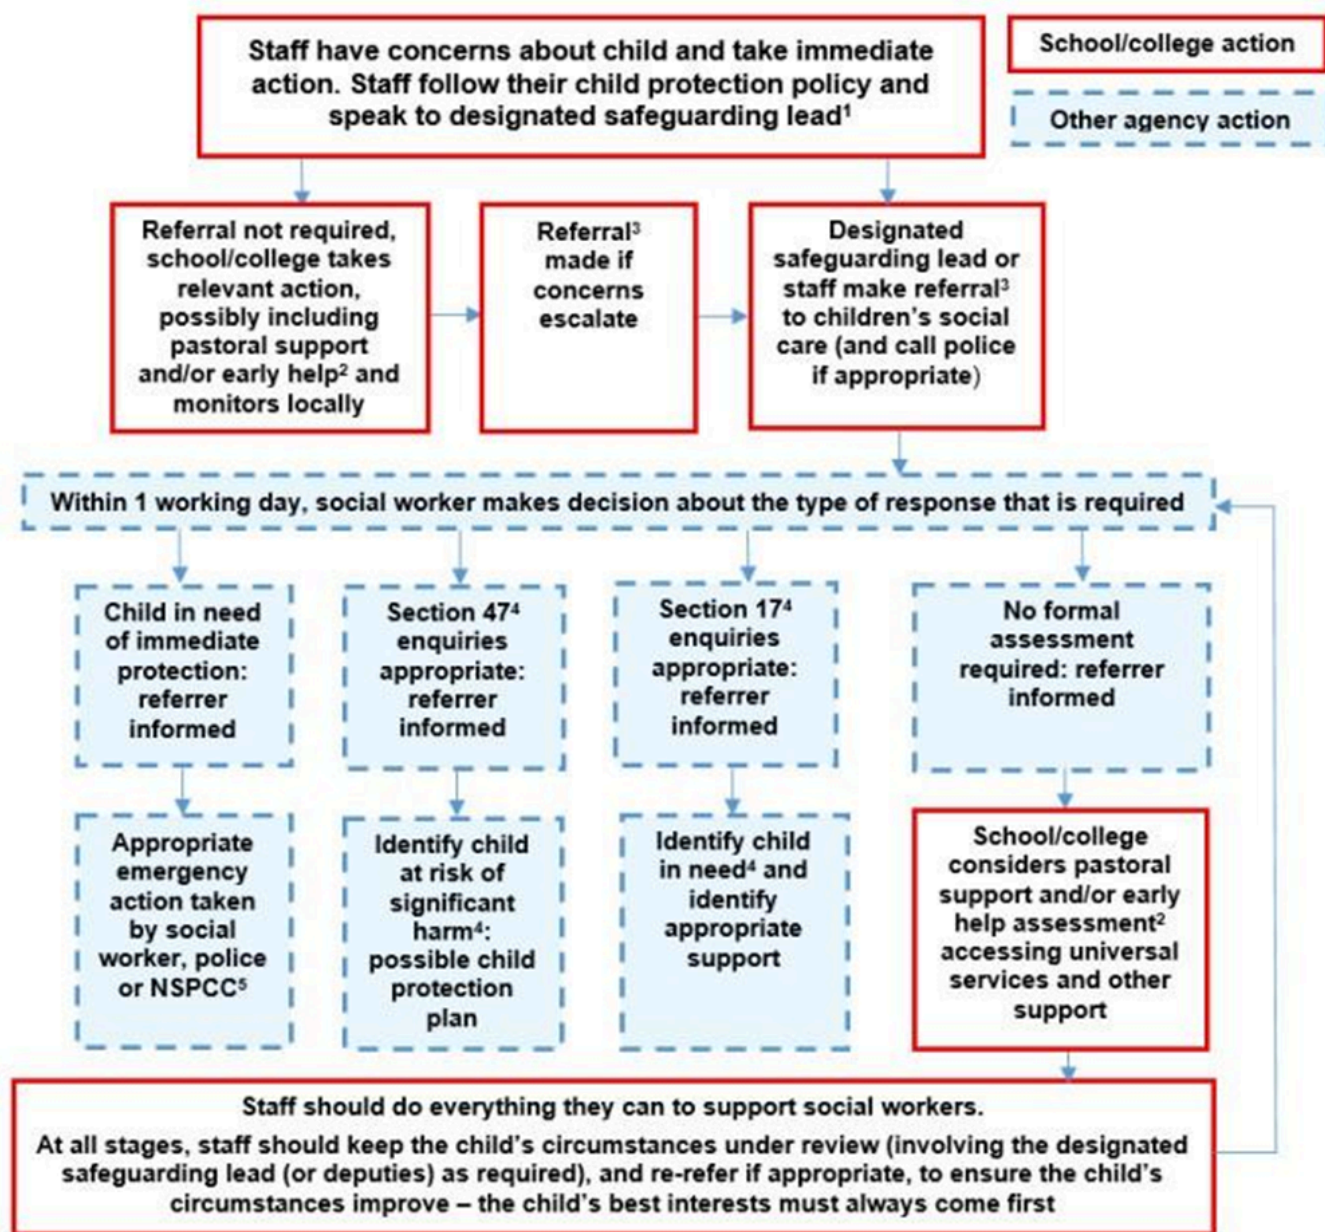 Staff have concerns about child and take immediate
action. Staff follow their child protection policy and
speak to designated safeguarding lead¹
School/college action
Other agency action
Referral not required,
school/college takes
relevant action,
possibly including
pastoral support
and/or early help² and
monitors locally
Referral³
made if
concerns
escalate
Designated
safeguarding lead or
staff make referral³
to children’s social
care (and call police
if appropriate)
Within 1 working day, social worker makes decision about the type of response that is required
Child in need
of immediate
protection:
referrer
informed
Section 47⁴
enquiries
appropriate:
referrer
informed
Section 17⁴
enquiries
appropriate:
referrer
informed
No formal
assessment
required: referrer
informed
Appropriate
emergency
action taken
by social
worker, police
or NSPCC⁵
Identify child
at risk of
significant
harm⁴:
possible child
protection
plan
Identify child
in need⁴ and
identify
appropriate
support
School/college
considers pastoral
support and/or early
help assessment²
accessing universal
services and other
support
Staff should do everything they can to support social workers.
At all stages, staff should keep the child’s circumstances under review (involving the designated
safeguarding lead (or deputies) as required), and re-refer if appropriate, to ensure the child’s
circumstances improve – the child’s best interests must always come first